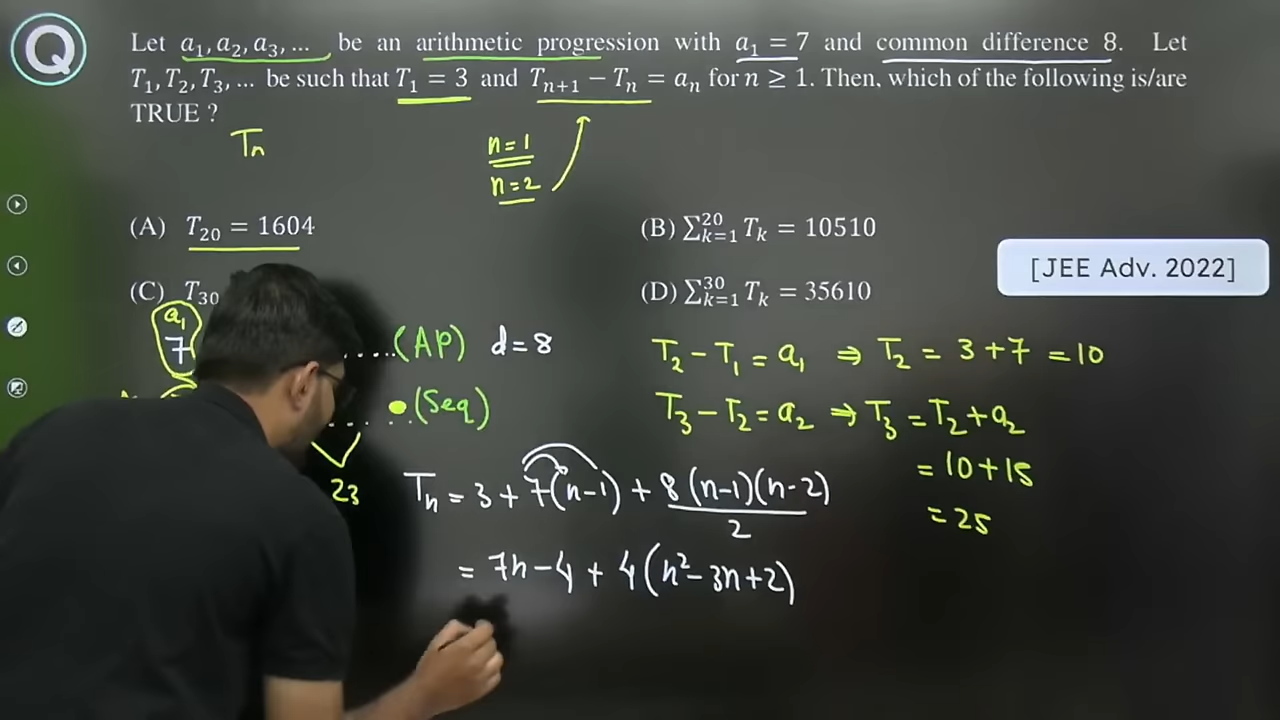 Q
Let a₁, a₂, a₃, ... be an arithmetic progression with a₁ = 7 and common difference 8. Let
T₁, T₂, T₃, ... be such that T₁ = 3 and Tₙ₊₁ − Tₙ = aₙ for n ≥ 1. Then, which of the following is/are
TRUE ?
Tₙ
n=1
n=2
(A) T₂₀ = 1604
(B) ∑ₖ₌₁²⁰ Tₖ = 10510
[JEE Adv. 2022]
(C) T₃₀
(D) ∑ₖ₌₁³⁰ Tₖ = 35610
a₁
7
....(AP) d=8
T₂ − T₁ = a₁ ⇒ T₂ = 3+7 = 10
....(Seq)
T₃ − T₂ = a₂ ⇒ T₃ = T₂ + a₂
= 10+15
= 25
23
Tₙ = 3 + 7(n−1) + 8(n−1)(n−2)
2
= 7n − 4 + 4(n² − 3n + 2)